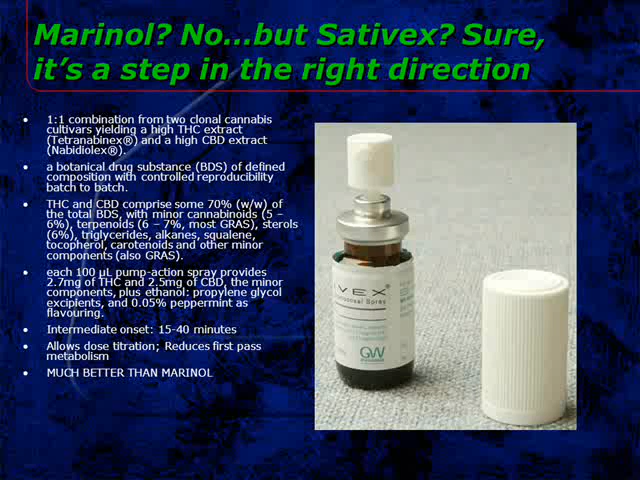 Marinol? No...but Sativex? Sure,
it's a step in the right direction
• 1:1 combination from two clonal cannabis
cultivars yielding a high THC extract
(Tetranabinex®) and a high CBD extract
(Nabidiolex®).
• a botanical drug substance (BDS) of defined
composition with controlled reproducibility
batch to batch.
• THC and CBD comprise some 70% (w/w) of
the total BDS, with minor cannabinoids (5 –
6%), terpenoids (6 – 7%, most GRAS), sterols
(6%), triglycerides, alkanes, squalene,
tocopherol, carotenoids and other minor
components (also GRAS).
• each 100 µL pump-action spray provides
2.7mg of THC and 2.5mg of CBD, the minor
components, plus ethanol: propylene glycol
excipients, and 0.05% peppermint as
flavouring.
• Intermediate onset: 15-40 minutes
• Allows dose titration; Reduces first pass
metabolism
• MUCH BETTER THAN MARINOL
IVEX®
Spray
GW